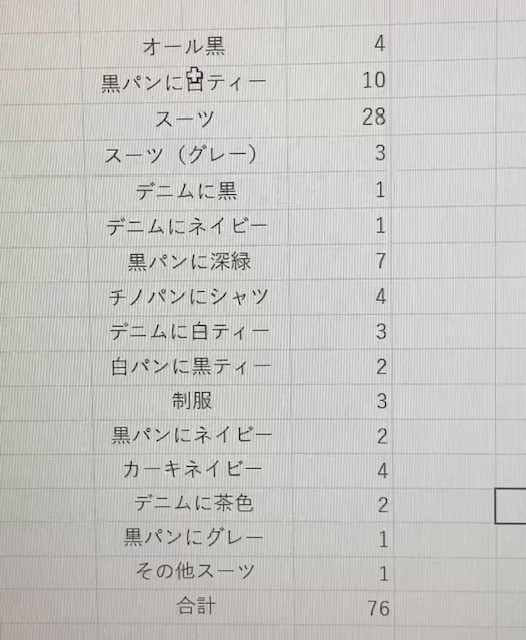 オール黒 4
黒パンに白ティー 10
スーツ 28
スーツ（グレー） 3
デニムに黒 1
デニムにネイビー 1
黒パンに深緑 7
チノパンにシャツ 4
デニムに白ティー 3
白パンに黒ティー 2
制服 3
黒パンにネイビー 2
カーキネイビー 4
デニムに茶色 2
黒パンにグレー 1
その他スーツ 1
合計 76